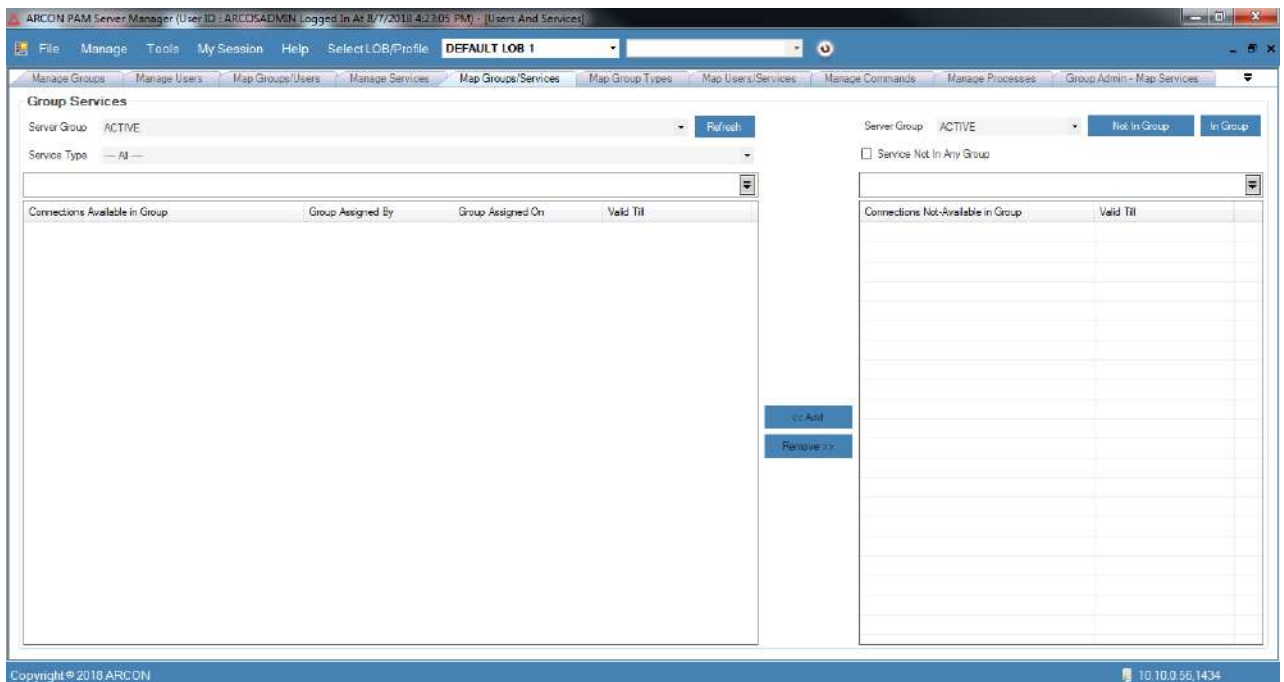 ARCON PAM Server Manager (User ID : ARCOSADMIN Logged In At 8/7/2018 4:23:05 PM) - [Users And Services]
File Manage Tools My Session Help Select LOB/Profile DEFAULT LOB 1
Manage Groups Manage Users Map Groups/Users Manage Services Map Groups/Services Map Group Types Map Users/Services Manage Commands Manage Processes Group Admin - Map Services
Group Services
Server Group ACTIVE Refresh Server Group ACTIVE Not In Group In Group
Service Type --- All --- Service Not In Any Group
Connections Available in Group Group Assigned By Group Assigned On Valid Till Connections Not-Available in Group Valid Till
<< Add
Remove >>
Copyright © 2018 ARCON 10.10.0.56,1434